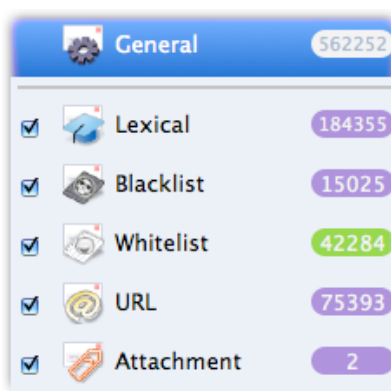 General 562252
Lexical 184355
Blacklist 15025
Whitelist 42284
URL 75393
Attachment 2